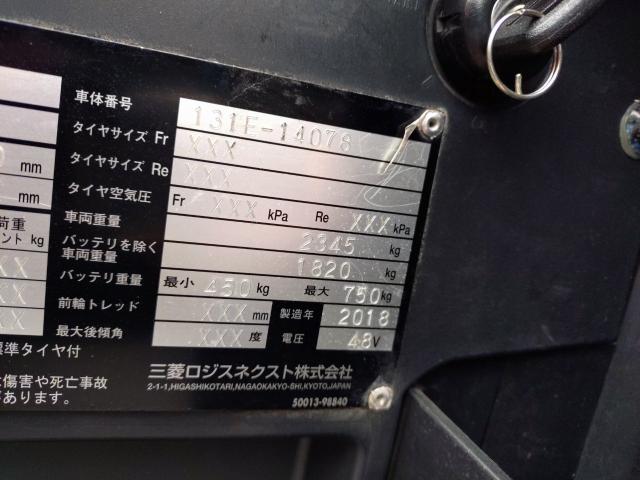 車体番号 131E-14078
タイヤサイズ Fr XXX
タイヤサイズ Re XXX
mm
タイヤ空気圧 Fr XXX kPa Re XXX kPa
mm
車両重量 2345 kg
荷重
バッテリを除く
車両重量 1820 kg
kg
バッテリ重量 最小 450 kg 最大 750 kg
XX
前輪トレッド XXX mm 製造年 2018
最大後傾角 XXX 度 電圧 48 V
標準タイヤ付
三菱ロジスネクスト株式会社
2-1-1,HIGASHIKOTARI,NAGAOKAKYO-SHI,KYOTO,JAPAN
傷害や死亡事故
があります。
50013-98840